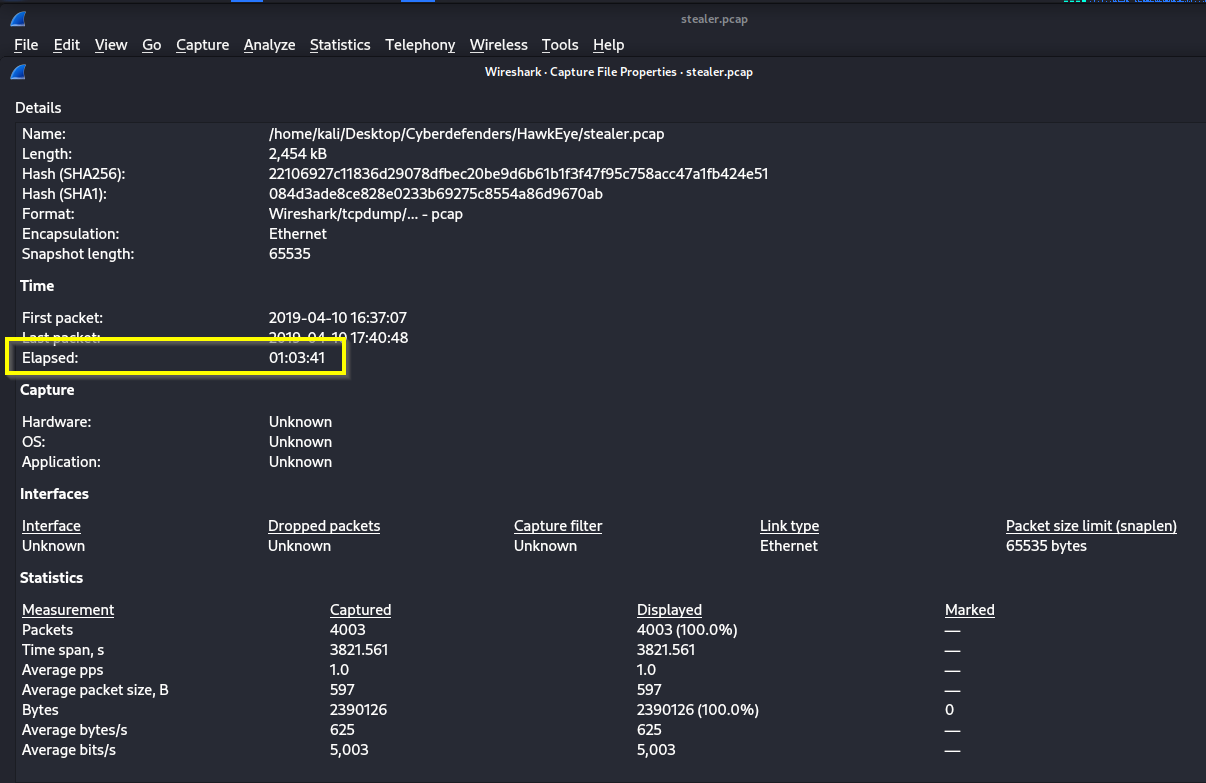 stealer.pcap
File Edit View Go Capture Analyze Statistics Telephony Wireless Tools Help
Wireshark · Capture File Properties · stealer.pcap
Details
Name: /home/kali/Desktop/Cyberdefenders/HawkEye/stealer.pcap
Length: 2,454 kB
Hash (SHA256): 22106927c11836d29078dfbec20be9d6b61b1f3f47f95c758acc47a1fb424e51
Hash (SHA1): 084d3ade8ce828e0233b69275c8554a86d9670ab
Format: Wireshark/tcpdump/... - pcap
Encapsulation: Ethernet
Snapshot length: 65535
Time
First packet: 2019-04-10 16:37:07
Last packet: 2019-04-10 17:40:48
Elapsed: 01:03:41
Capture
Hardware: Unknown
OS: Unknown
Application: Unknown
Interfaces
Interface Dropped packets Capture filter Link type Packet size limit (snaplen)
Unknown Unknown Unknown Ethernet 65535 bytes
Statistics
Measurement Captured Displayed Marked
Packets 4003 4003 (100.0%) —
Time span, s 3821.561 3821.561 —
Average pps 1.0 1.0 —
Average packet size, B 597 597 —
Bytes 2390126 2390126 (100.0%) 0
Average bytes/s 625 625 —
Average bits/s 5,003 5,003 —